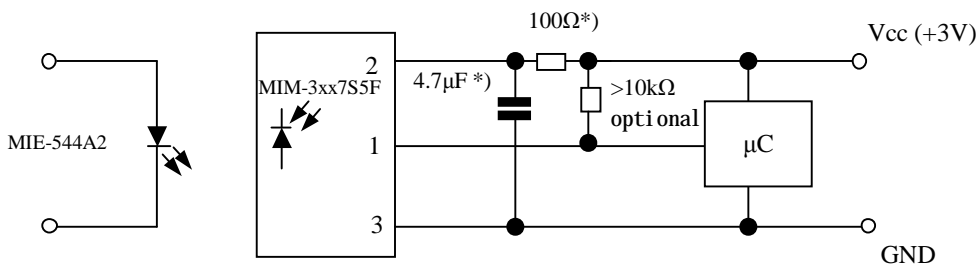 100Ω*)
Vcc (+3V)
2
MIM-3xx7S5F
4.7μF *)
>10kΩ
optional
MIE-544A2
1
μC
3
GND